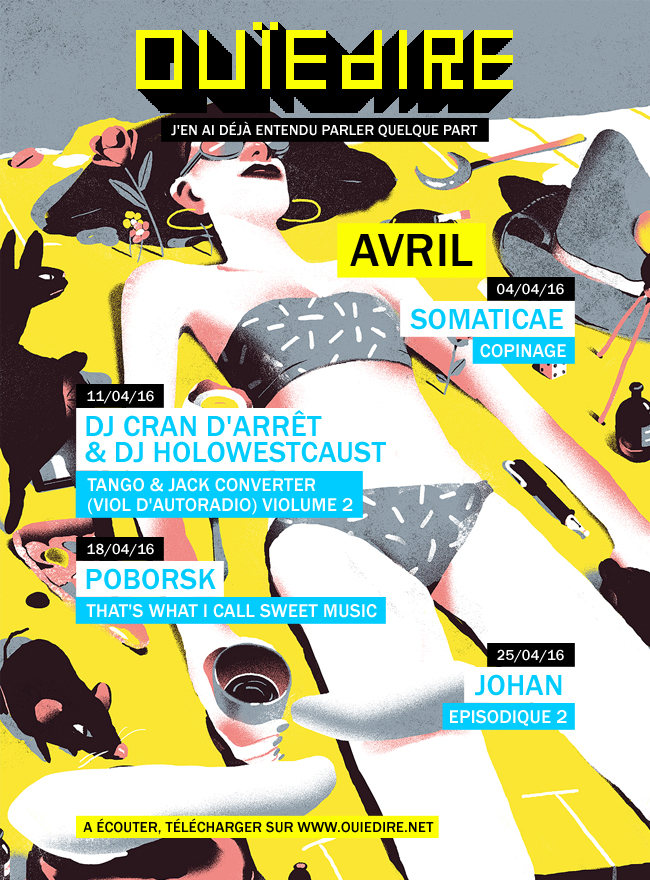 OUÏEDIRE
J'EN AI DÉJÀ ENTENDU PARLER QUELQUE PART
AVRIL
04/04/16
SOMATICAE
COPINAGE
11/04/16
DJ CRAN D'ARRÊT
& DJ HOLOWESTCAUST
TANGO & JACK CONVERTER
(VIOL D'AUTORADIO) VIOLUME 2
18/04/16
POBORSK
THAT'S WHAT I CALL SWEET MUSIC
25/04/16
JOHAN
EPISODIQUE 2
A ÉCOUTER, TÉLÉCHARGER SUR WWW.OUIEDIRE.NET